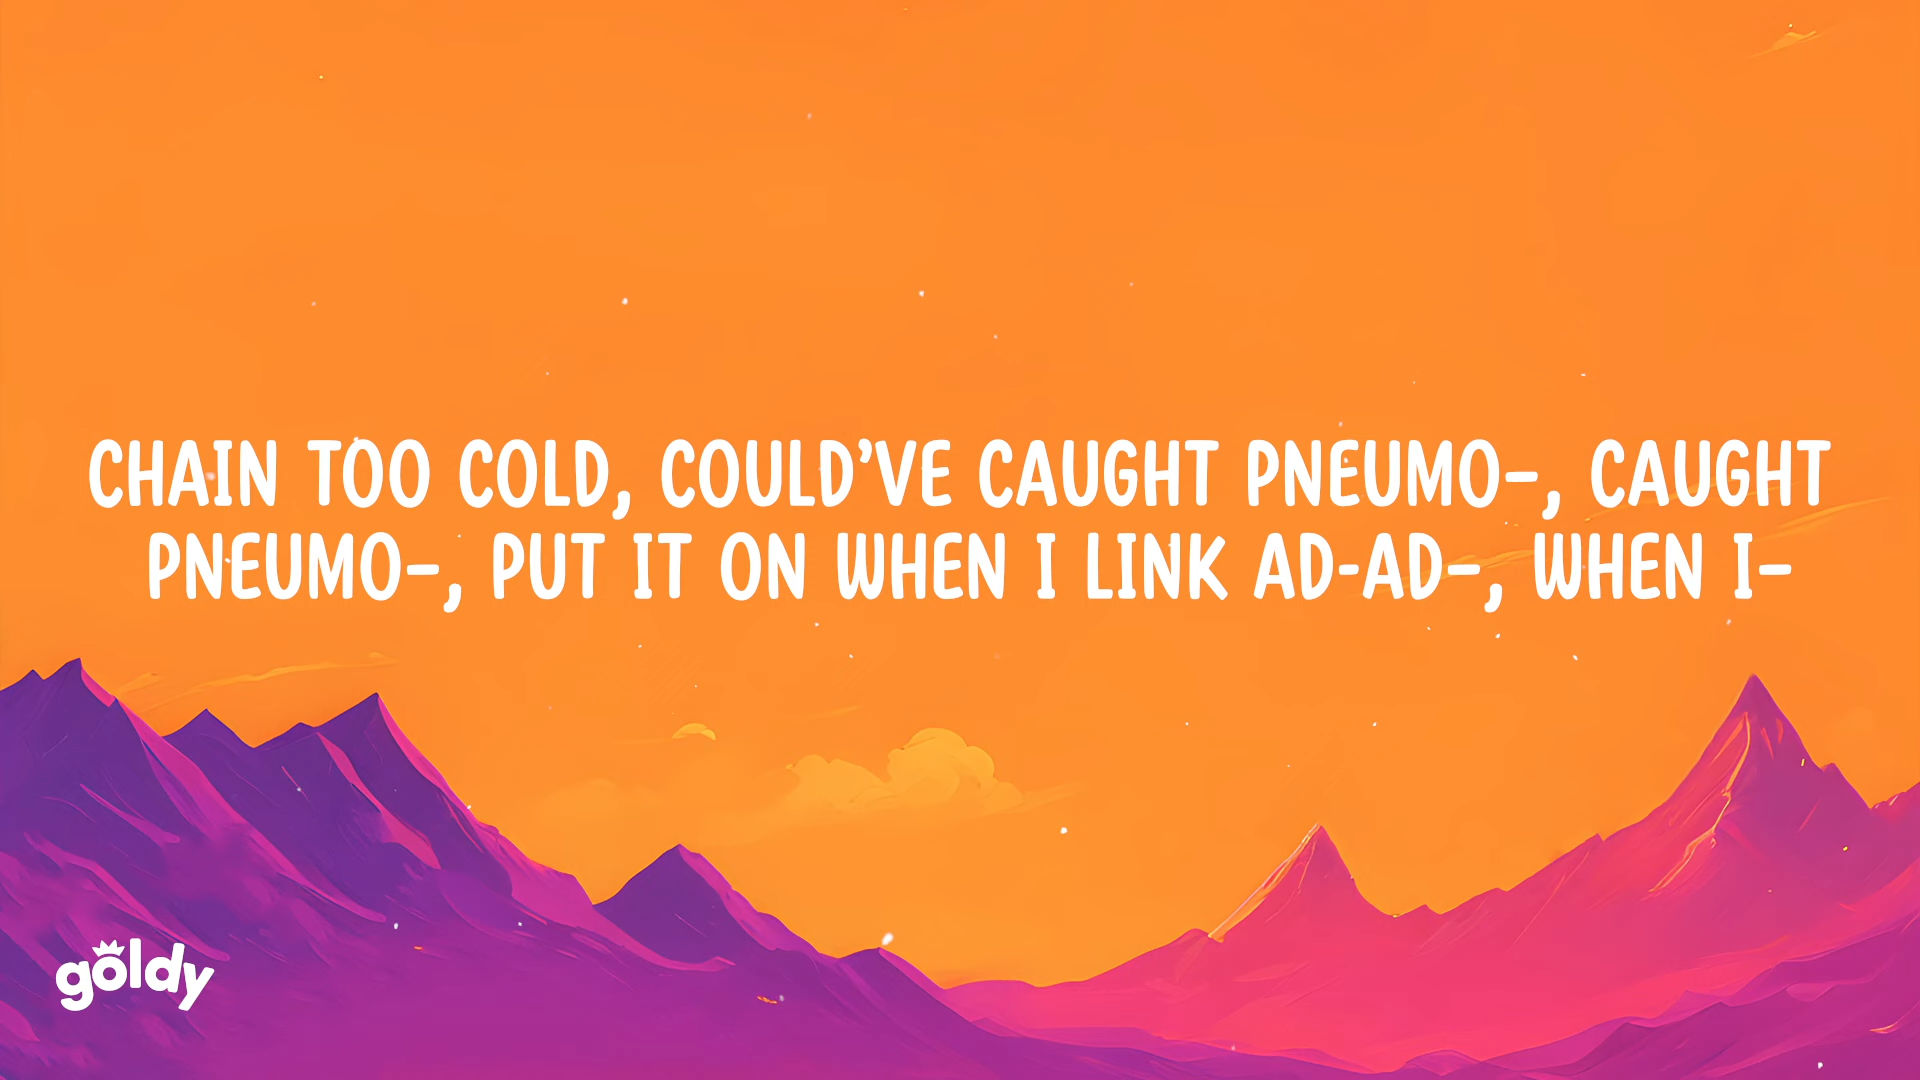 CHAIN TOO COLD, COULD'VE CAUGHT PNEUMO–, CAUGHT
PNEUMO–, PUT IT ON WHEN I LINK AD-AD–, WHEN I–
goldy